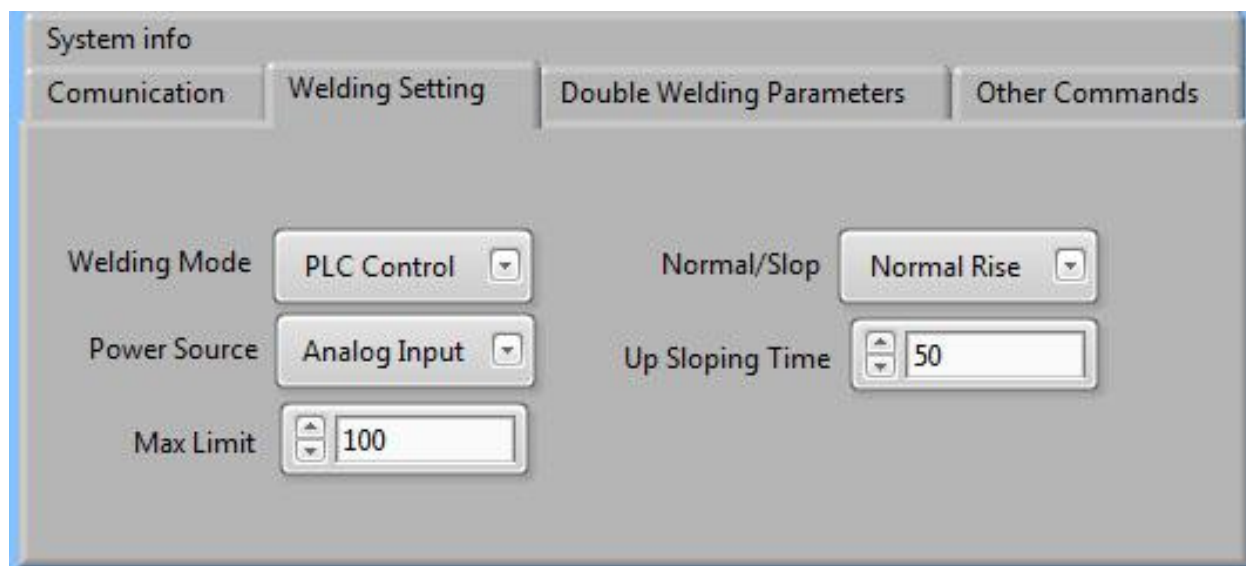 System info
Comunication Welding Setting Double Welding Parameters Other Commands
Welding Mode PLC Control Normal/Slop Normal Rise
Power Source Analog Input Up Sloping Time 50
Max Limit 100